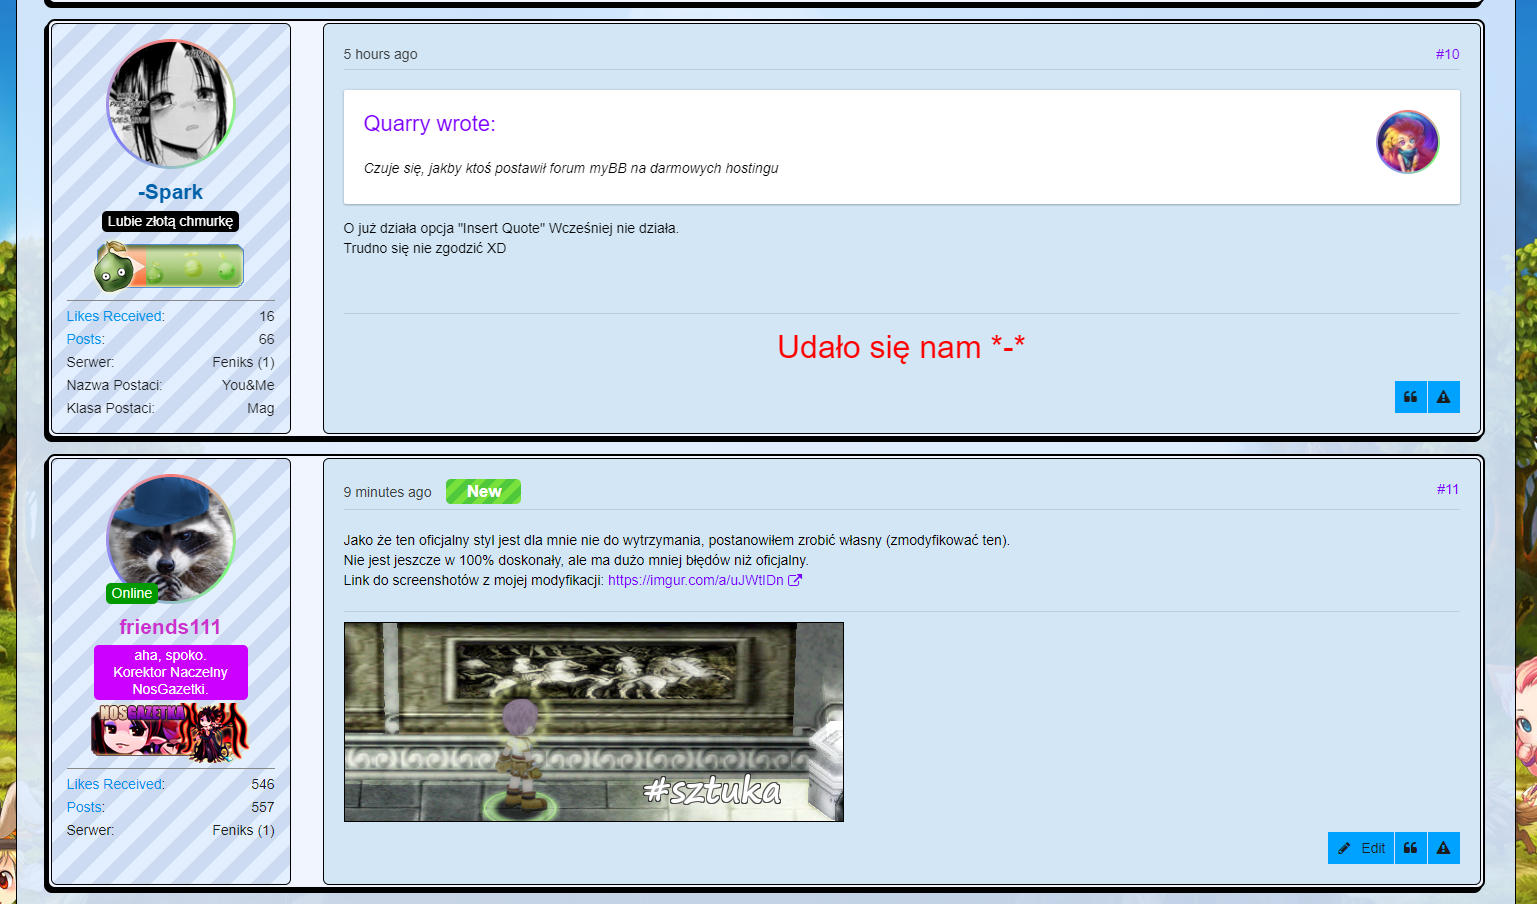 5 hours ago
#10
Quarry wrote:
Czuje się, jakby ktoś postawił forum myBB na darmowych hostingu
-Spark
Lubie złotą chmurkę
O już działa opcja "Insert Quote" Wcześniej nie działa.
Trudno się nie zgodzić XD
Likes Received: 16
Posts: 66
Serwer: Feniks (1)
Nazwa Postaci: You&Me
Klasa Postaci: Mag
Udało się nam *-*
9 minutes ago New
#11
Jako że ten oficjalny styl jest dla mnie nie do wytrzymania, postanowiłem zrobić własny (zmodyfikować ten).
Nie jest jeszcze w 100% doskonały, ale ma dużo mniej błędów niż oficjalny.
Link do screenshotów z mojej modyfikacji: https://imgur.com/a/uJWtIDn
Online
friends111
aha, spoko.
Korektor Naczelny
NosGazetki.
NOSGAZETKA
Likes Received: 546
Posts: 557
Serwer: Feniks (1)
#sztuka
Edit